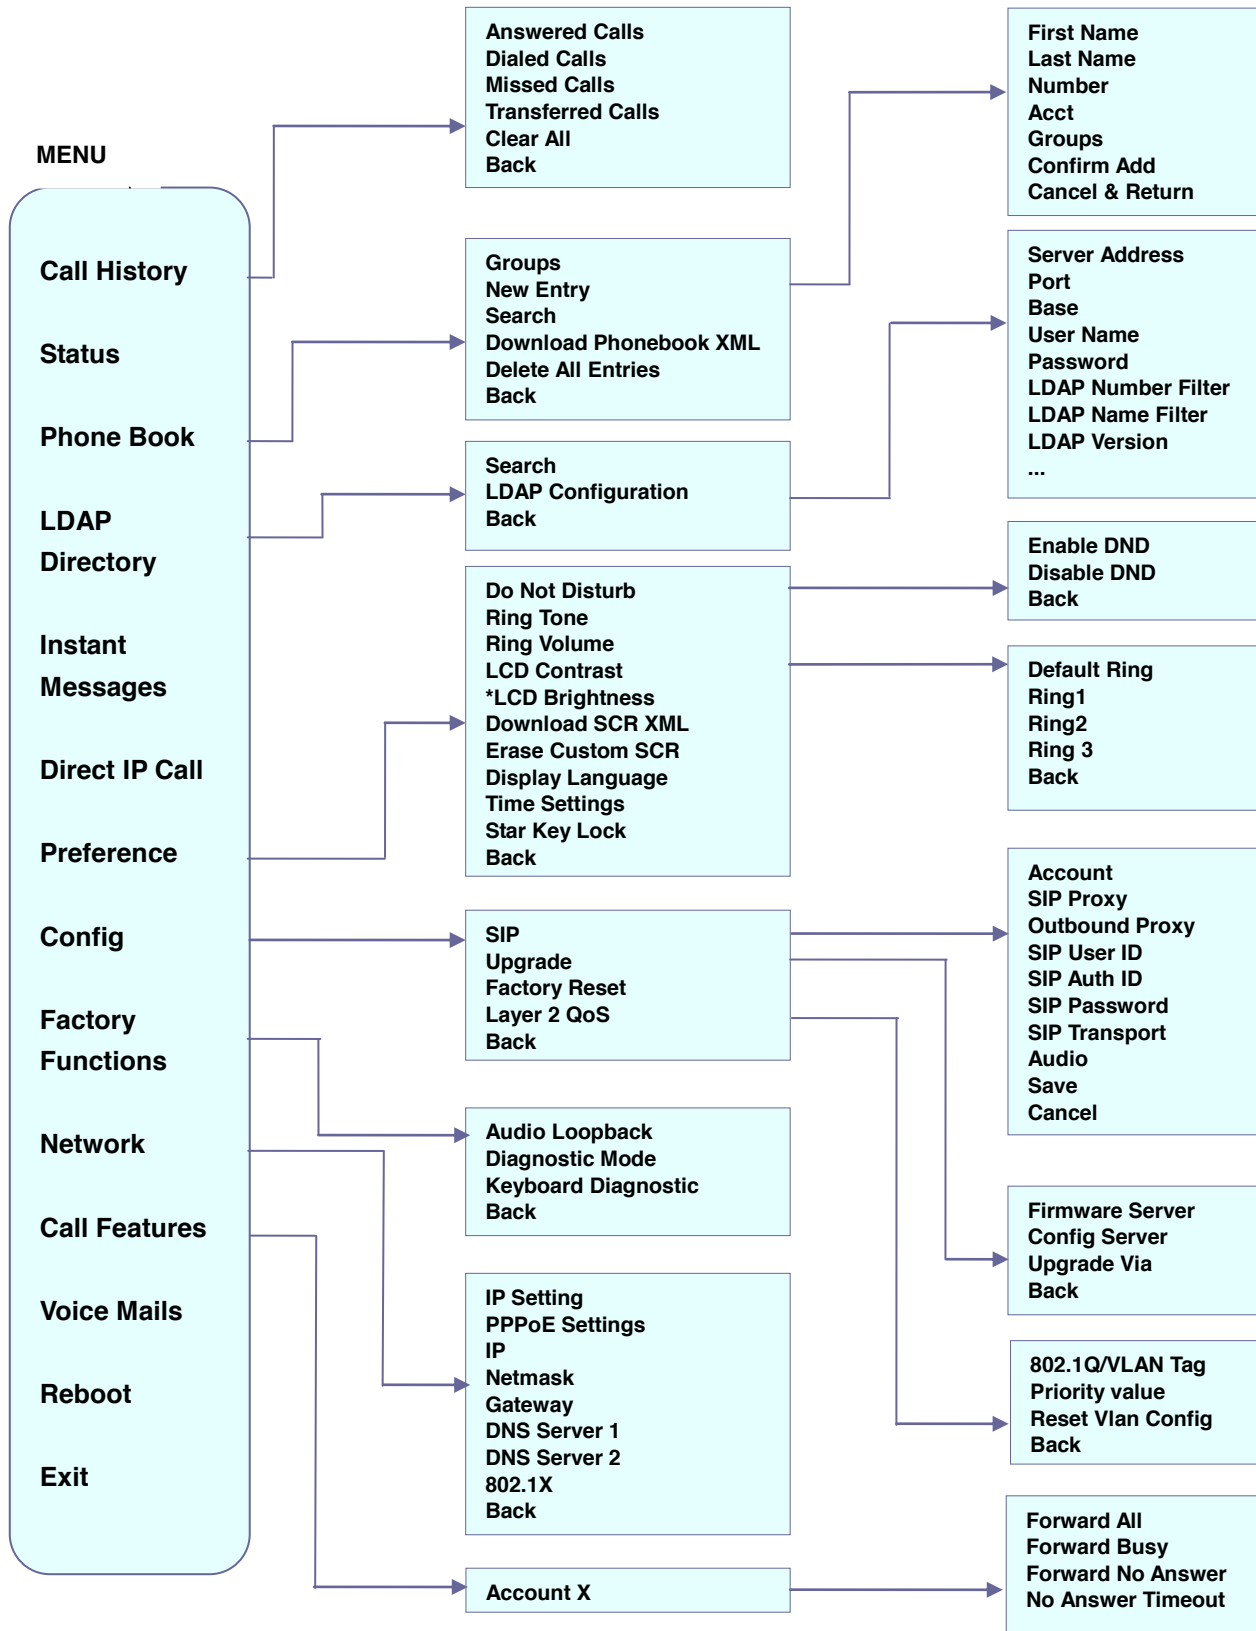 MENU
Call History
Status
Phone Book
LDAP
Directory
Instant
Messages
Direct IP Call
Preference
Config
Factory
Functions
Network
Call Features
Voice Mails
Reboot
Exit
Answered Calls
Dialed Calls
Missed Calls
Transferred Calls
Clear All
Back
Groups
New Entry
Search
Download Phonebook XML
Delete All Entries
Back
Search
LDAP Configuration
Back
Do Not Disturb
Ring Tone
Ring Volume
LCD Contrast
*LCD Brightness
Download SCR XML
Erase Custom SCR
Display Language
Time Settings
Star Key Lock
Back
SIP
Upgrade
Factory Reset
Layer 2 QoS
Back
Audio Loopback
Diagnostic Mode
Keyboard Diagnostic
Back
IP Setting
PPPoE Settings
IP
Netmask
Gateway
DNS Server 1
DNS Server 2
802.1X
Back
Account X
First Name
Last Name
Number
Acct
Groups
Confirm Add
Cancel & Return
Server Address
Port
Base
User Name
Password
LDAP Number Filter
LDAP Name Filter
LDAP Version
...
Enable DND
Disable DND
Back
Default Ring
Ring1
Ring2
Ring 3
Back
Account
SIP Proxy
Outbound Proxy
SIP User ID
SIP Auth ID
SIP Password
SIP Transport
Audio
Save
Cancel
Firmware Server
Config Server
Upgrade Via
Back
802.1Q/VLAN Tag
Priority value
Reset Vlan Config
Back
Forward All
Forward Busy
Forward No Answer
No Answer Timeout